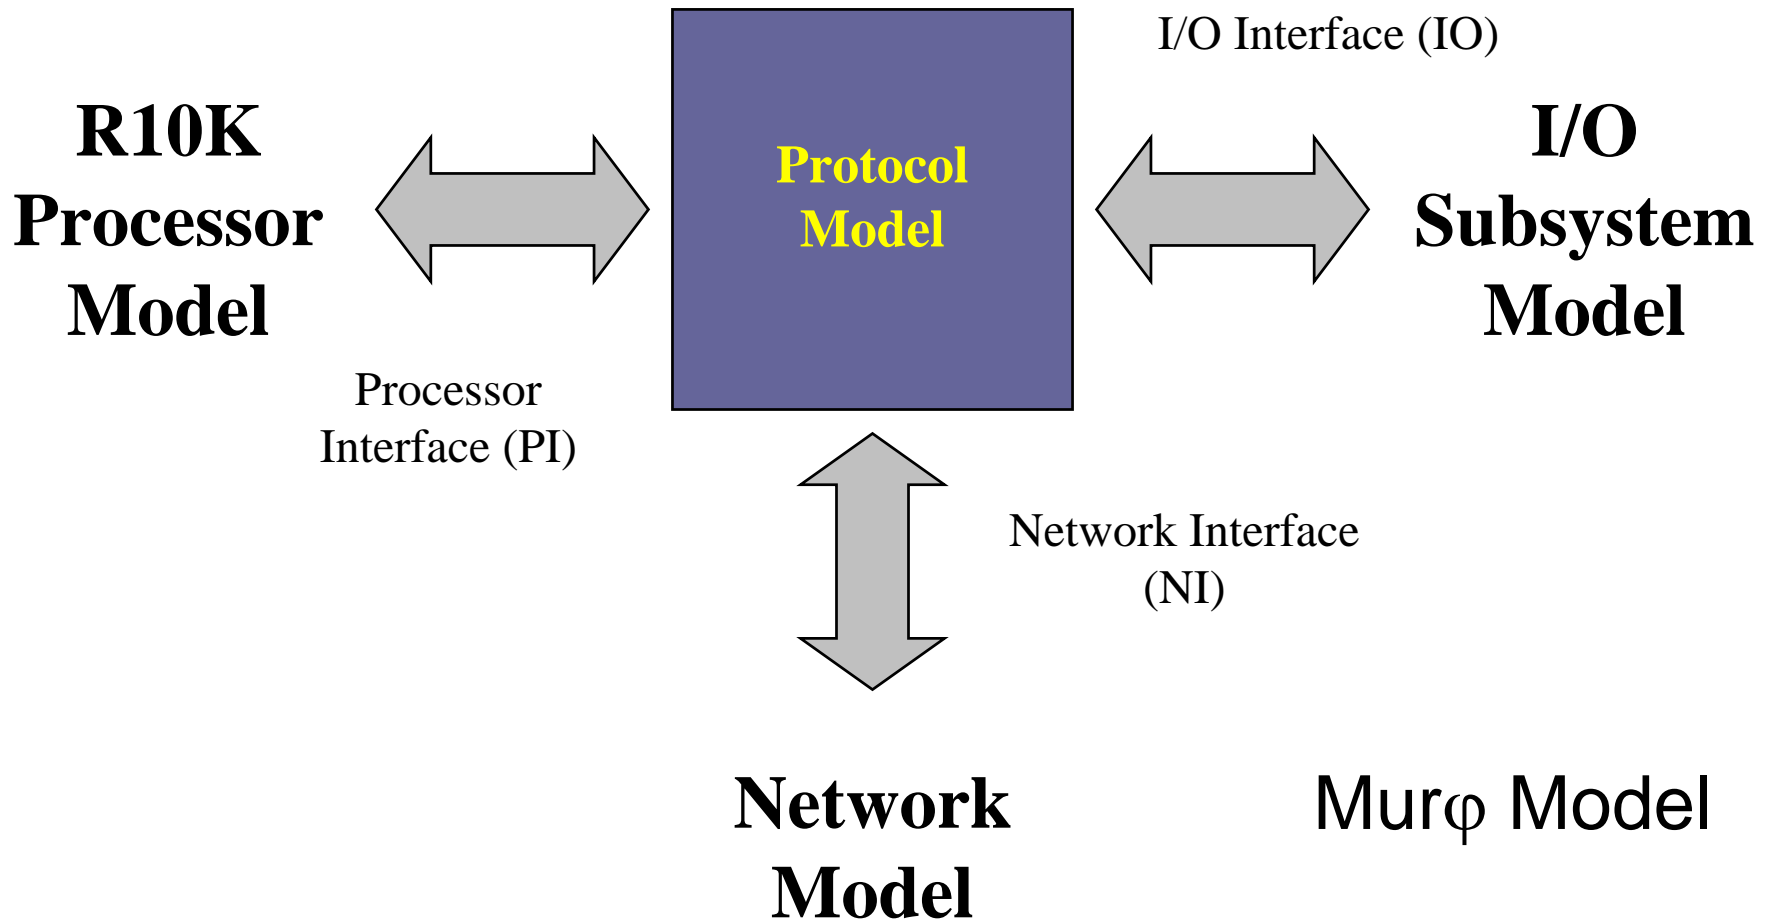 I/O Interface (IO)
R10K
Processor
Model
Protocol
Model
I/O
Subsystem
Model
Processor
Interface (PI)
Network Interface
(NI)
Network
Model
Murφ Model